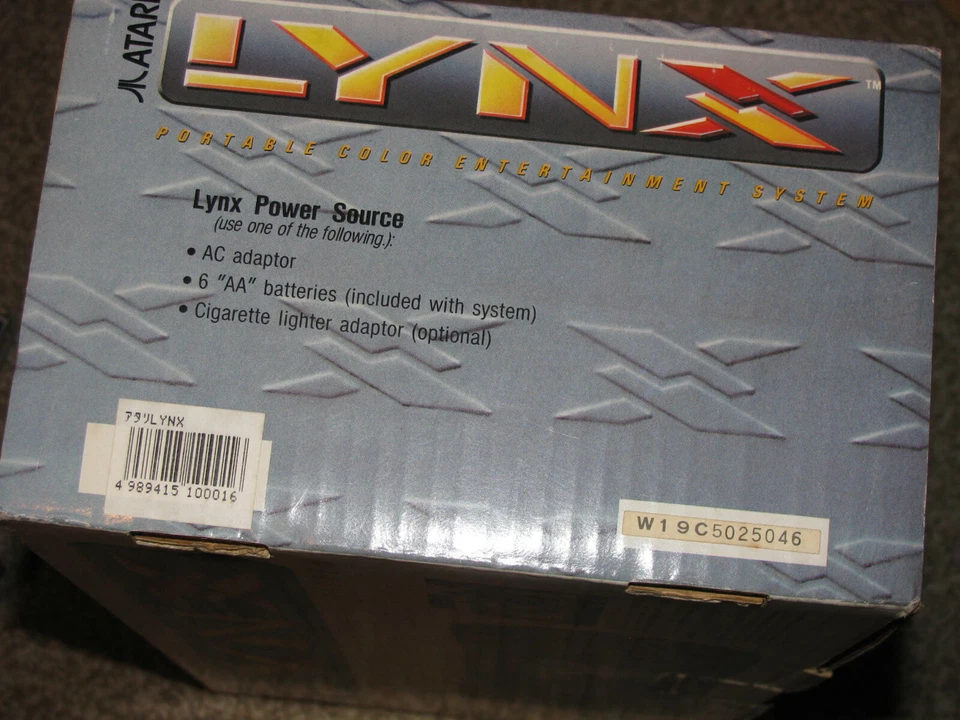 ATARI
LYNX™
PORTABLE COLOR ENTERTAINMENT SYSTEM
Lynx Power Source
(use one of the following.):
• AC adaptor
• 6 "AA" batteries (included with system)
• Cigarette lighter adaptor (optional)
アタリLYNX
4 989415 100016
W19C5025046